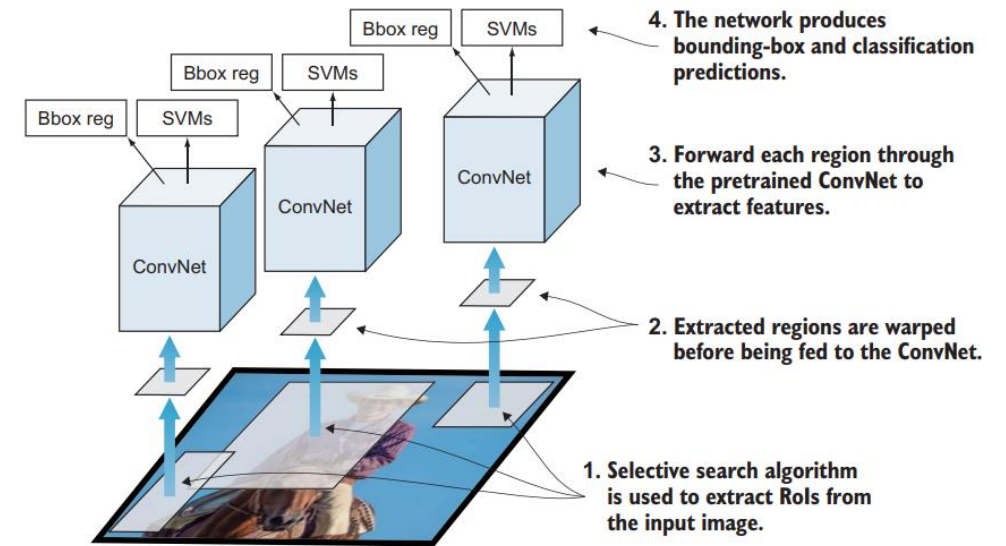 Bbox reg
SVMs
4. The network produces
bounding-box and classification
predictions.
Bbox reg
SVMs
Bbox reg
SVMs
ConvNet
3. Forward each region through
the pretrained ConvNet to
extract features.
ConvNet
ConvNet
2. Extracted regions are warped
before being fed to the ConvNet.
1. Selective search algorithm
is used to extract RoIs from
the input image.